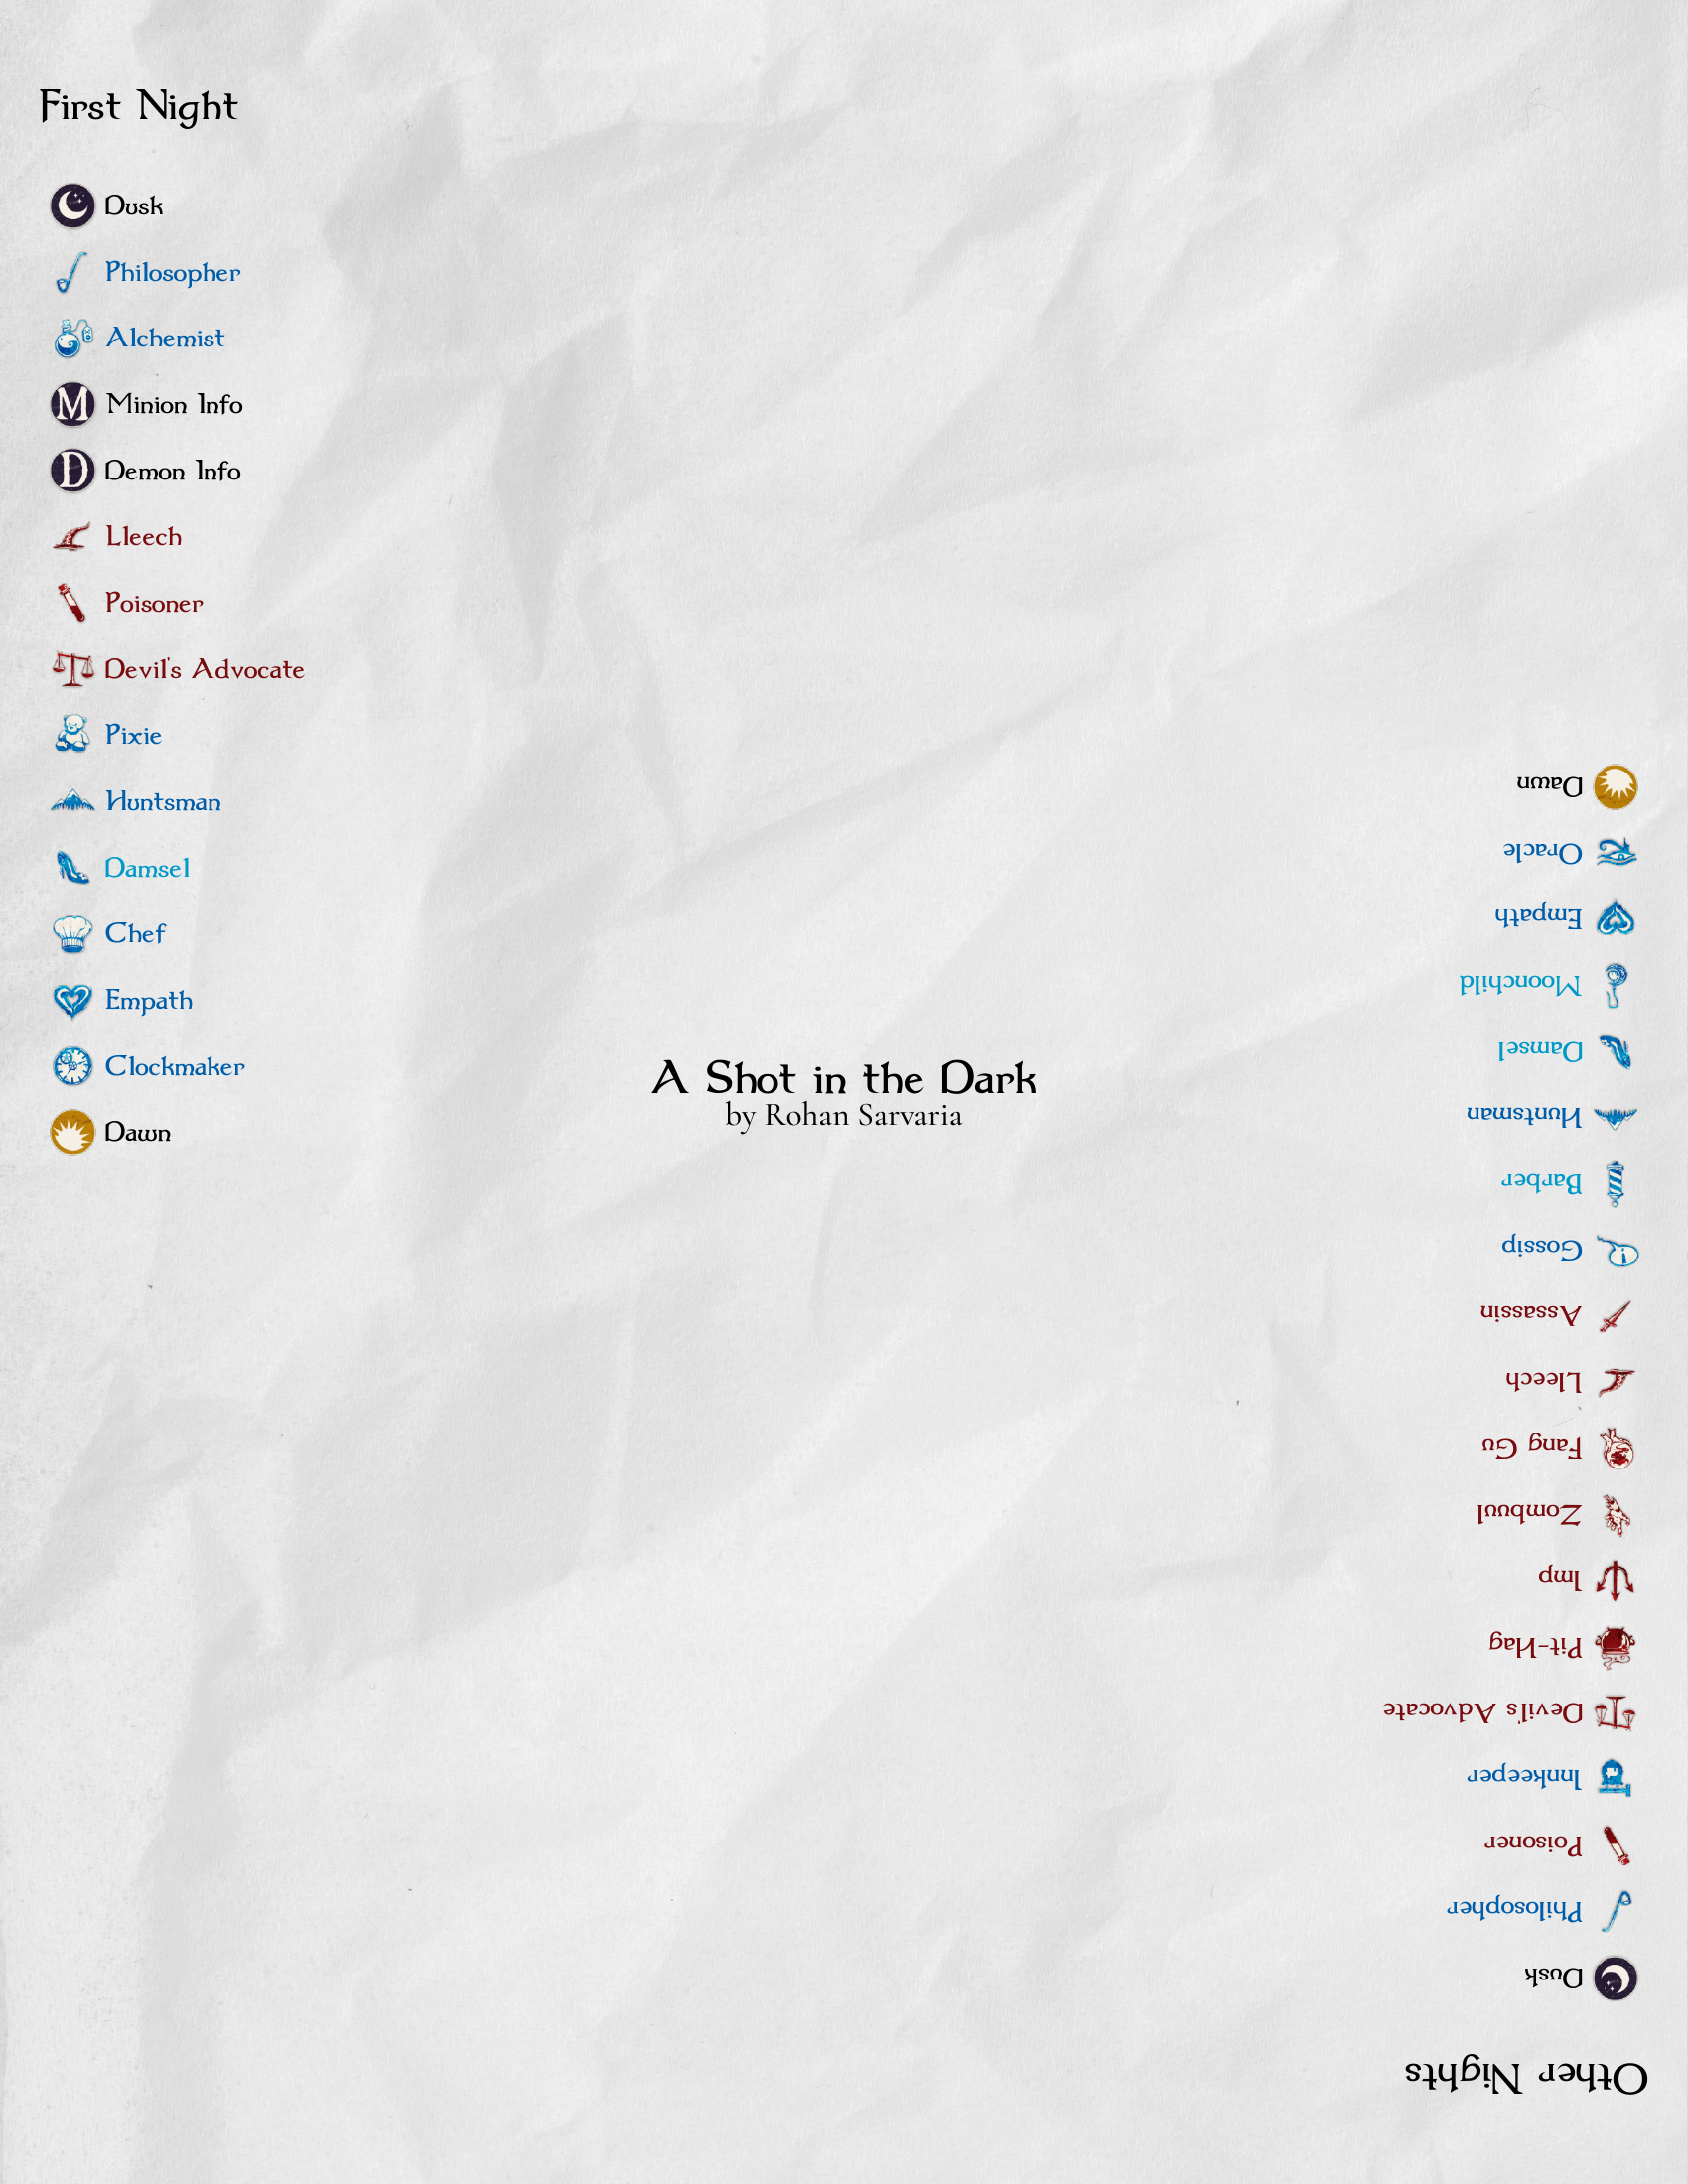 First Night
Dusk
Philosopher
Alchemist
M Minion Info
D Demon Info
Lleech
Poisoner
Devil's Advocate
Pixie
Huntsman
Damsel
Chef
Empath
Clockmaker
Dawn
A Shot in the Dark
by Rohan Sarvaria
Other Nights
Dusk
Philosopher
Poisoner
Innkeeper
Devil's Advocate
Pit-Hag
Imp
Zombuul
Fang Gu
Lleech
Assassin
Gossip
Barber
Huntsman
Damsel
Moonchild
Empath
Oracle
Dawn